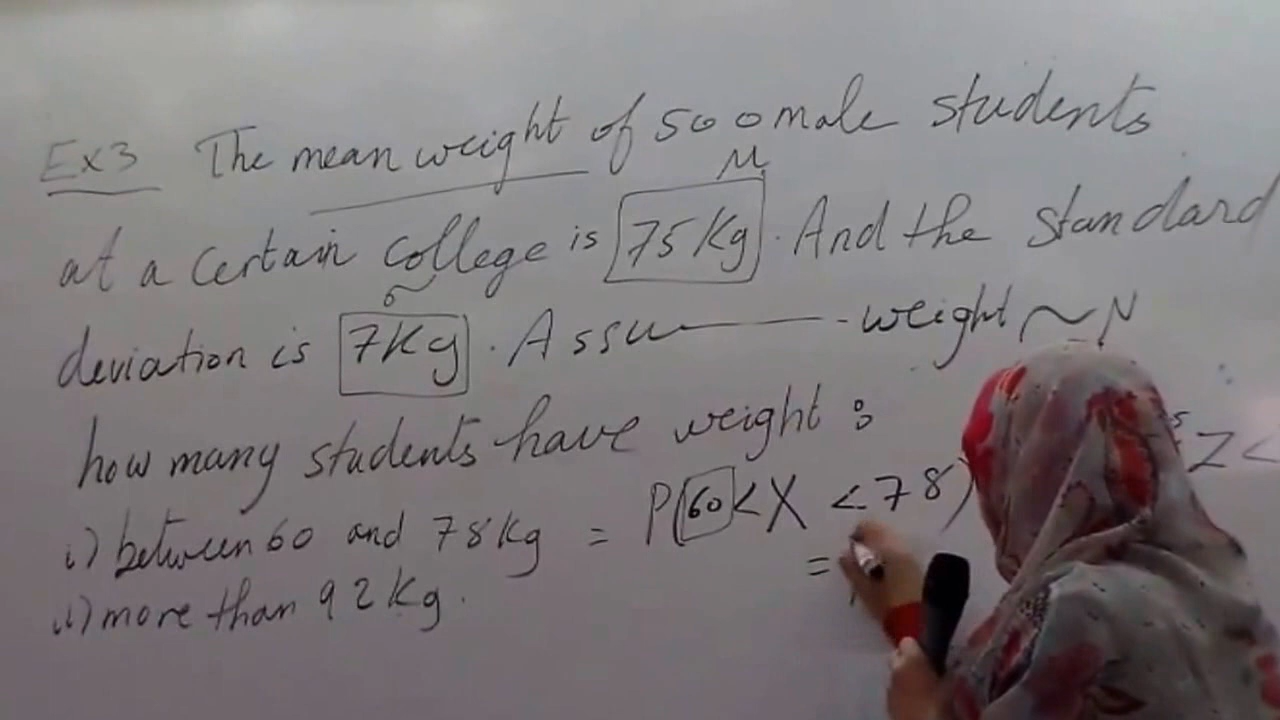 Ex3 The mean weight of 500 male students
μ
at a certain college is 75 Kg. And the standard
σ
deviation is 7Kg. Assu——— weight ~ N
how many students have weight :
i) between 60 and 78 Kg = P(60 < X < 78)
Z <
ii) more than 92 Kg.
=